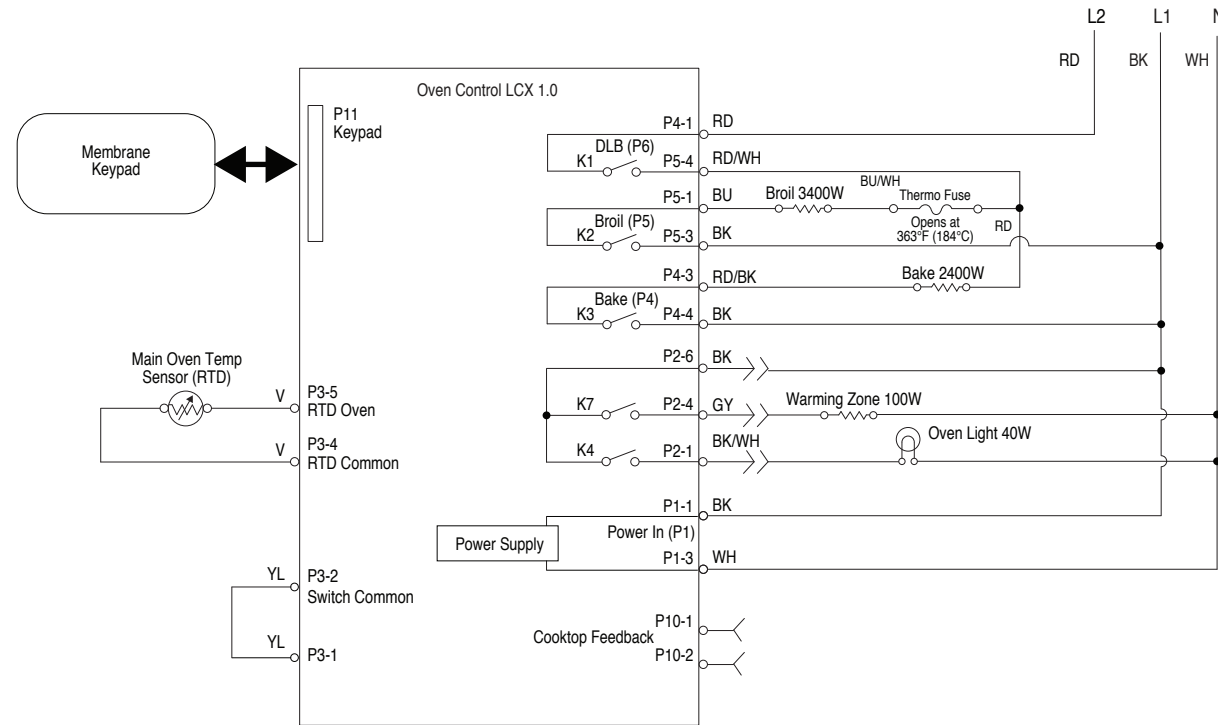 L2 L1 N
RD BK WH
Oven Control LCX 1.0
P11
Keypad
Membrane
Keypad
P4-1 RD
DLB (P6)
K1 P5-4 RD/WH
P5-1 BU Broil 3400W BU/WH Thermo Fuse
Opens at
363°F (184°C)
RD
Broil (P5)
K2 P5-3 BK
P4-3 RD/BK Bake 2400W
Bake (P4)
K3 P4-4 BK
P2-6 BK
K7 P2-4 GY Warming Zone 100W
K4 P2-1 BK/WH Oven Light 40W
Main Oven Temp
Sensor (RTD)
V P3-5
RTD Oven
V P3-4
RTD Common
P1-1 BK
Power In (P1)
Power Supply
P1-3 WH
YL P3-2
Switch Common
YL P3-1
Cooktop Feedback
P10-1
P10-2